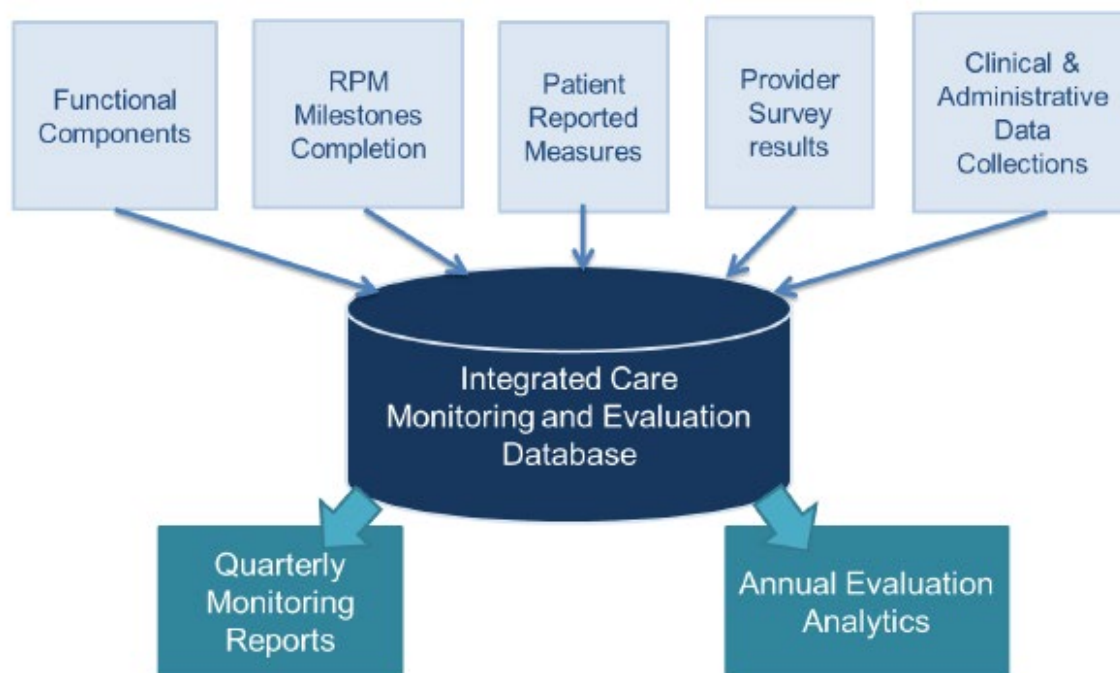 Functional
Components
RPM
Milestones
Completion
Patient
Reported
Measures
Provider
Survey
results
Clinical &
Administrative
Data
Collections
Integrated Care
Monitoring and Evaluation
Database
Quarterly
Monitoring
Reports
Annual Evaluation
Analytics